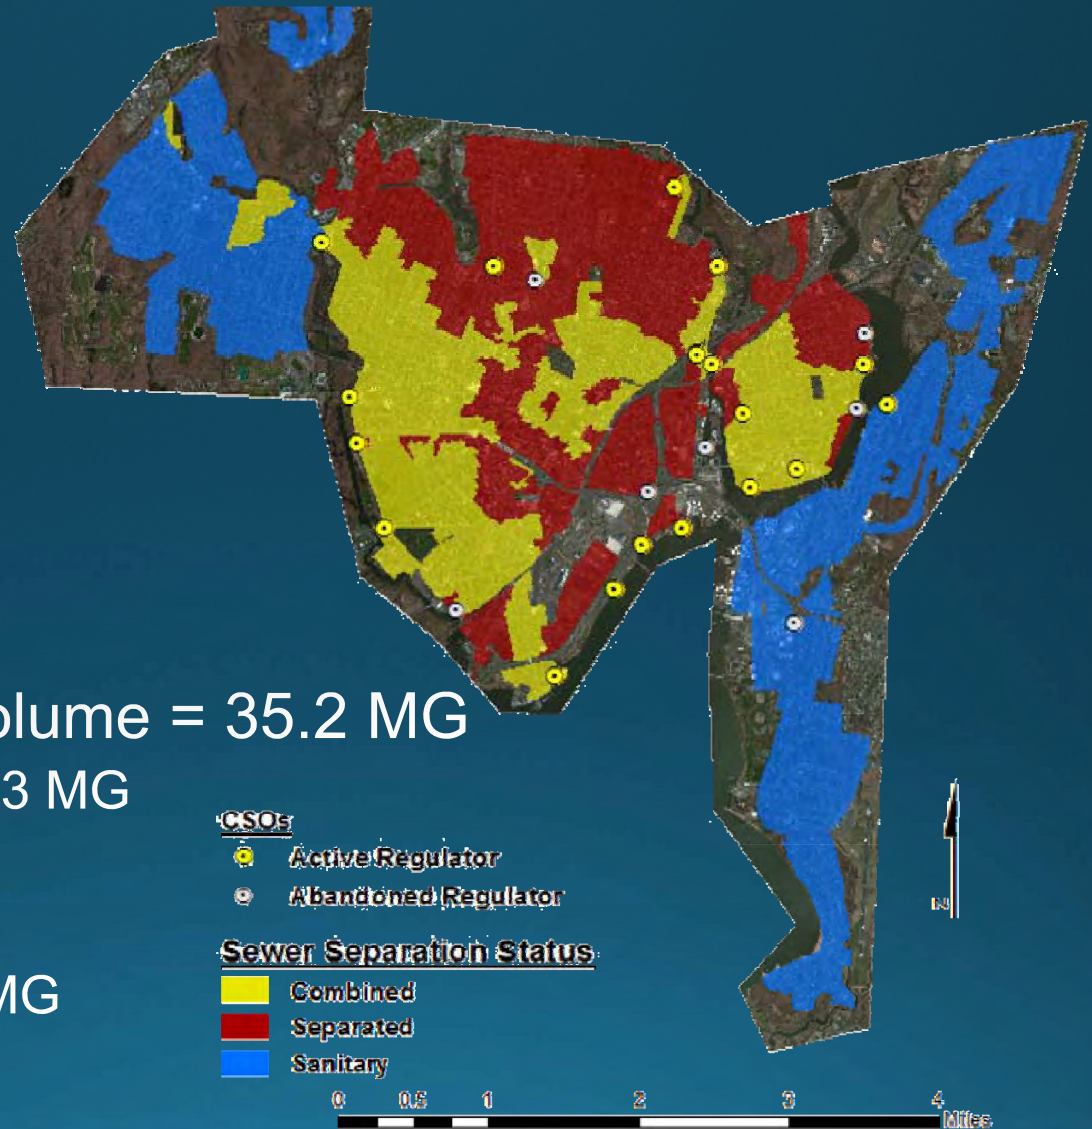 olume = 35.2 MG
3 MG
MG
CSOs
Active Regulator
Abandoned Regulator
Sewer Separation Status
Combined
Separated
Sanitary
N
0 0.5 1 2 3 4
Miles